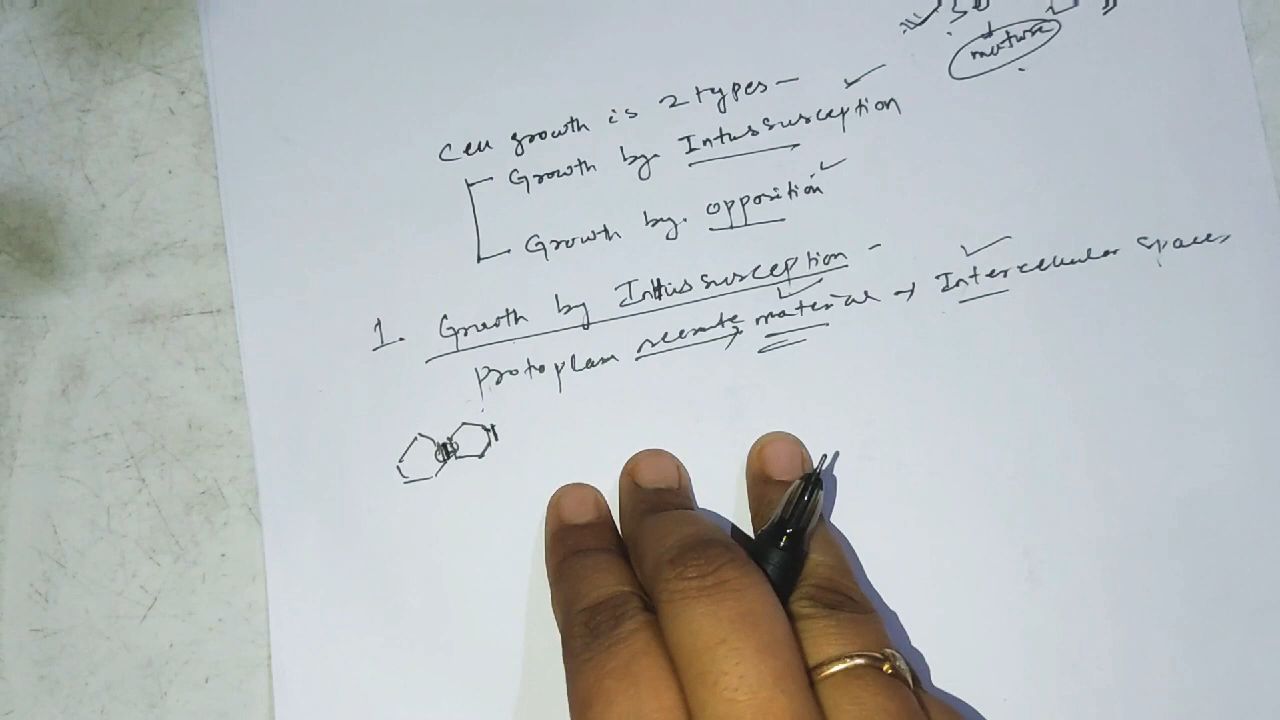 mature
Cell growth is 2 types -
Growth by Intussusception
Growth by opposition
1. Growth by Intussusception -
Protoplasm secrete material → Intercellular spaces